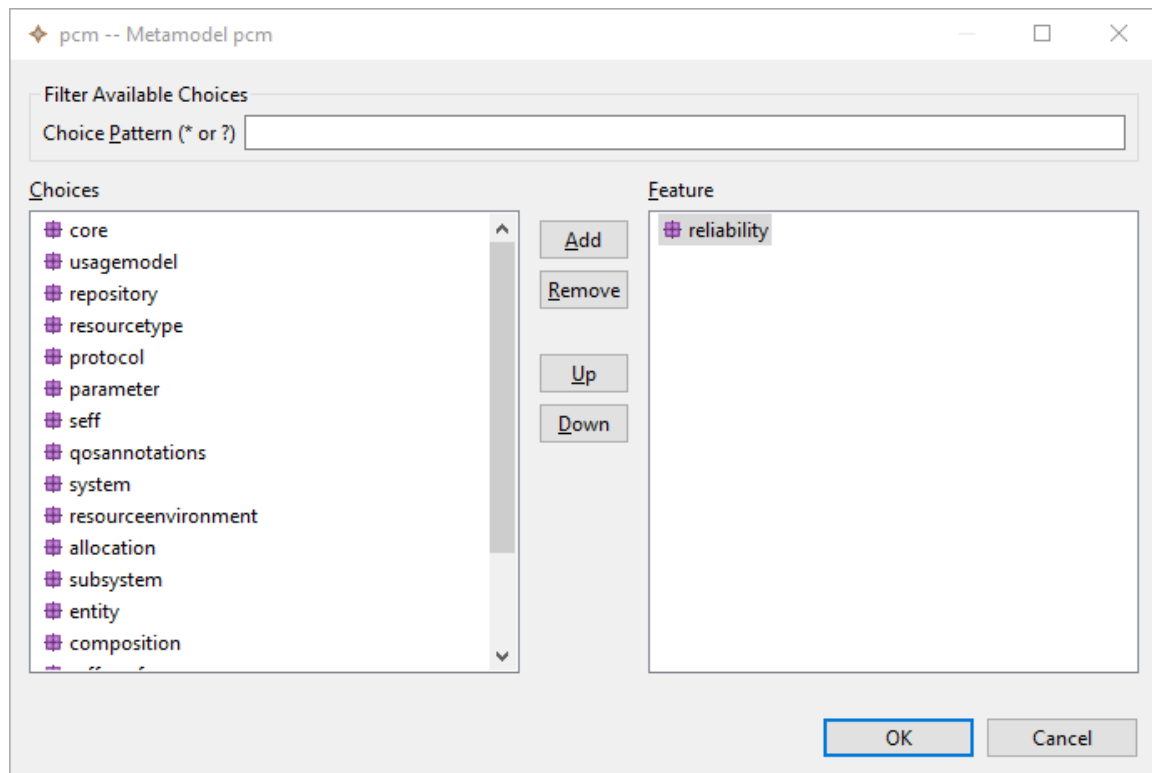 pcm -- Metamodel pcm
Filter Available Choices
Choice Pattern (* or ?)
Choices
Feature
core
usagemodel
repository
resourcetype
protocol
parameter
seff
qosannotations
system
resourceenvironment
allocation
subsystem
entity
composition
Add
Remove
Up
Down
reliability
OK
Cancel